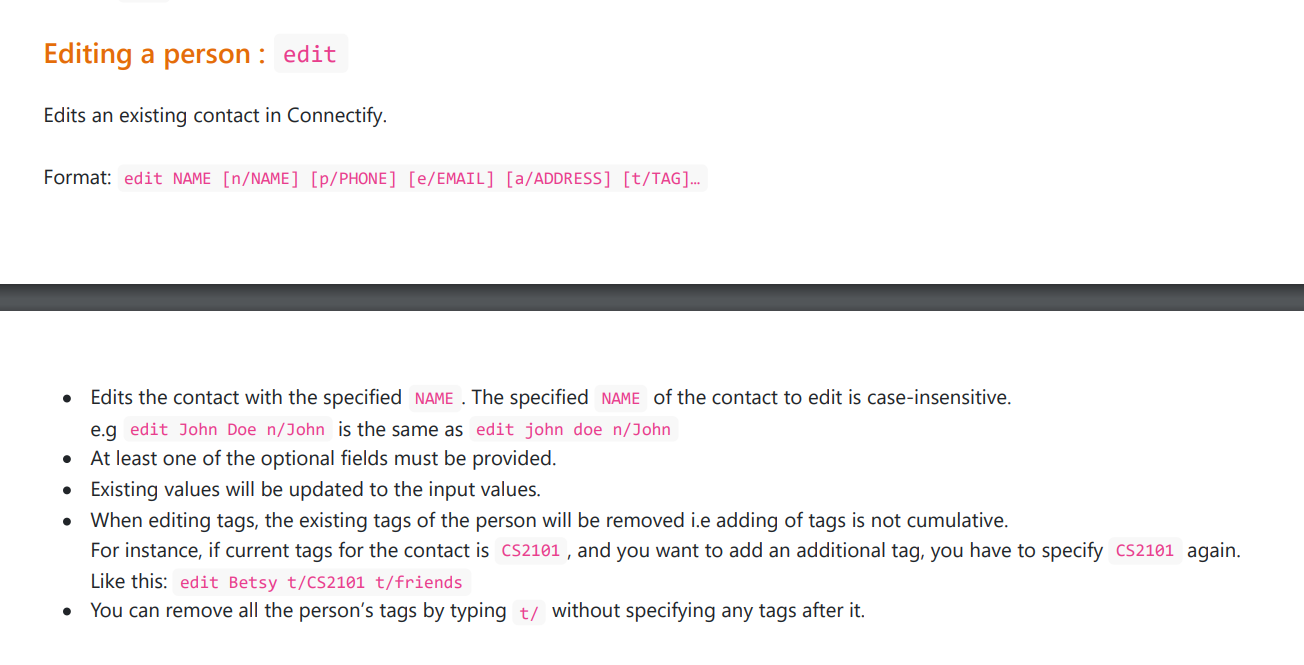 Editing a person : edit
Edits an existing contact in Connectify.
Format: edit NAME [n/NAME] [p/PHONE] [e/EMAIL] [a/ADDRESS] [t/TAG]…
Edits the contact with the specified NAME . The specified NAME of the contact to edit is case-insensitive.
e.g edit John Doe n/John is the same as edit john doe n/John
At least one of the optional fields must be provided.
Existing values will be updated to the input values.
When editing tags, the existing tags of the person will be removed i.e adding of tags is not cumulative.
For instance, if current tags for the contact is CS2101 , and you want to add an additional tag, you have to specify CS2101 again.
Like this: edit Betsy t/CS2101 t/friends
You can remove all the person’s tags by typing t/ without specifying any tags after it.